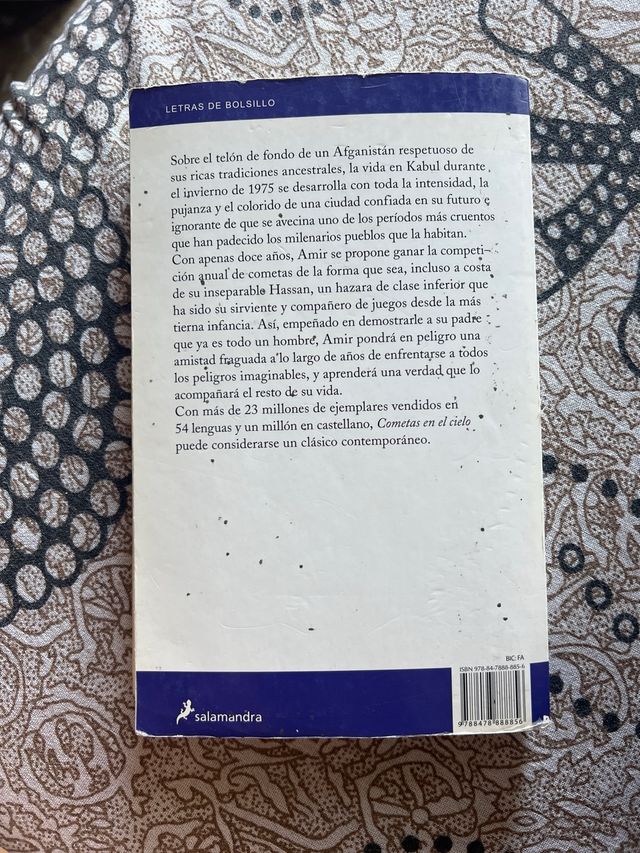 LETRAS DE BOLSILLO
Sobre el telón de fondo de un Afganistán respetuoso de
sus ricas tradiciones ancestrales, la vida en Kabul durante
el invierno de 1975 se desarrolla con toda la intensidad, la
pujanza y el colorido de una ciudad confiada en su futuro e
ignorante de que se avecina uno de los períodos más cruentos
que han padecido los milenarios pueblos que la habitan.
Con apenas doce años, Amir se propone ganar la competi-
ción anual de cometas de la forma que sea, incluso a costa
de su inseparable Hassan, un hazara de clase inferior que
ha sido su sirviente y compañero de juegos desde la más
tierna infancia. Así, empeñado en demostrarle a su padre
que ya es todo un hombre, Amir pondrá en peligro una
amistad fraguada a lo largo de años de enfrentarse a todos
los peligros imaginables, y aprenderá una verdad que lo
acompañará el resto de su vida.
Con más de 23 millones de ejemplares vendidos en
54 lenguas y un millón en castellano, Cometas en el cielo
puede considerarse un clásico contemporáneo.
BIC: FA
ISBN 978-84-7888-885-6
9788478888856
salamandra